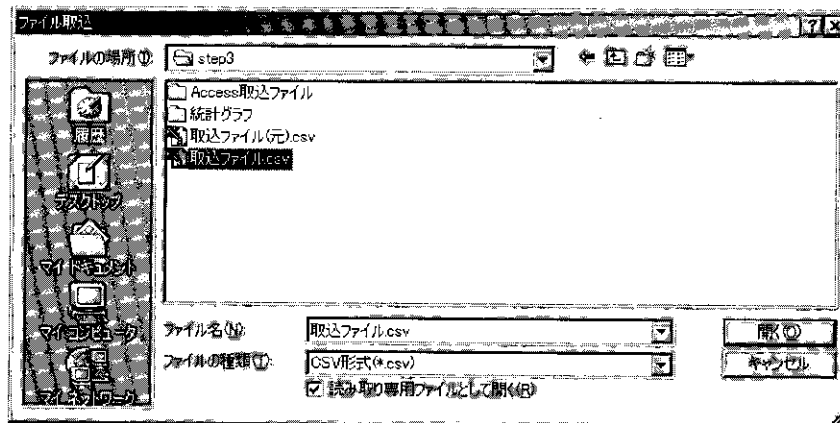 ファイル取込
ファイルの場所(I): step3
Access取込ファイル
統計グラフ
取込ファイル(元).csv
取込ファイル.csv
履歴
デスクトップ
マイ ドキュメント
マイ コンピュータ
マイ ネットワーク
ファイル名(N): 取込ファイル.csv 開く(O)
ファイルの種類(T): CSV形式(*.csv) キャンセル
読み取り専用ファイルとして開く(R)